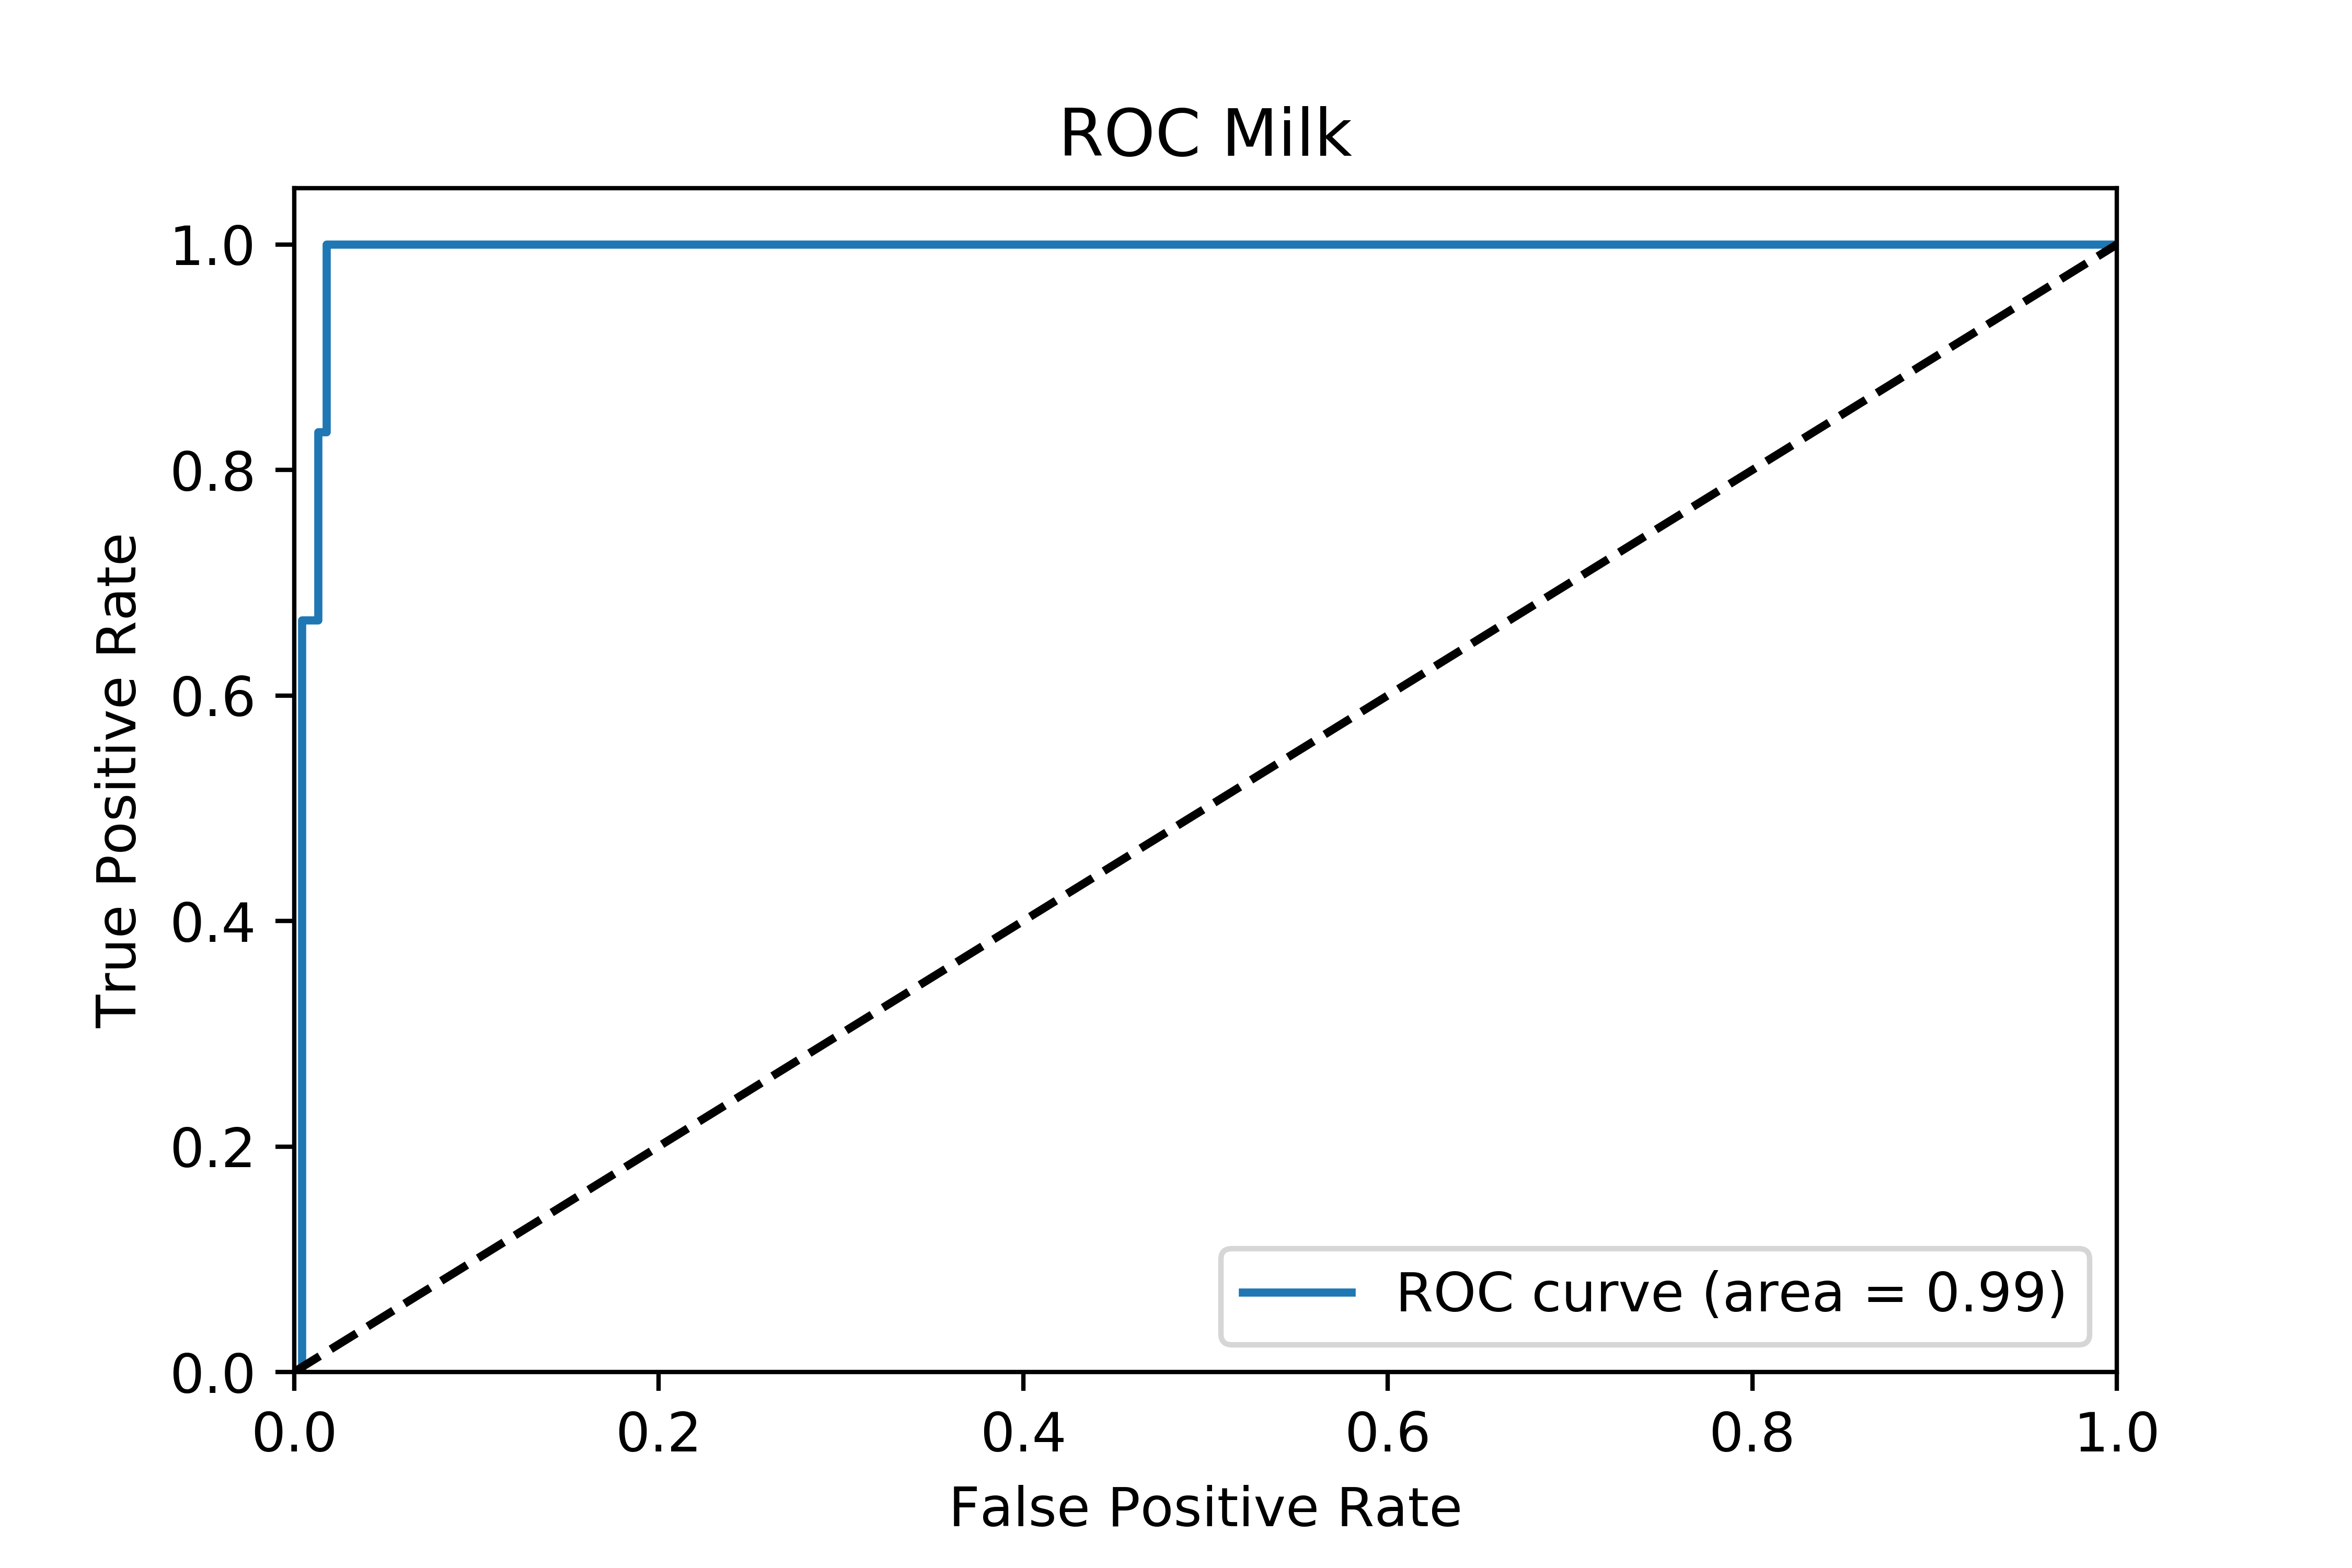 ROC Milk
1.0
0.8
0.6
0.4
0.2
0.0
True Positive Rate
ROC curve (area = 0.99)
0.0 0.2 0.4 0.6 0.8 1.0
False Positive Rate